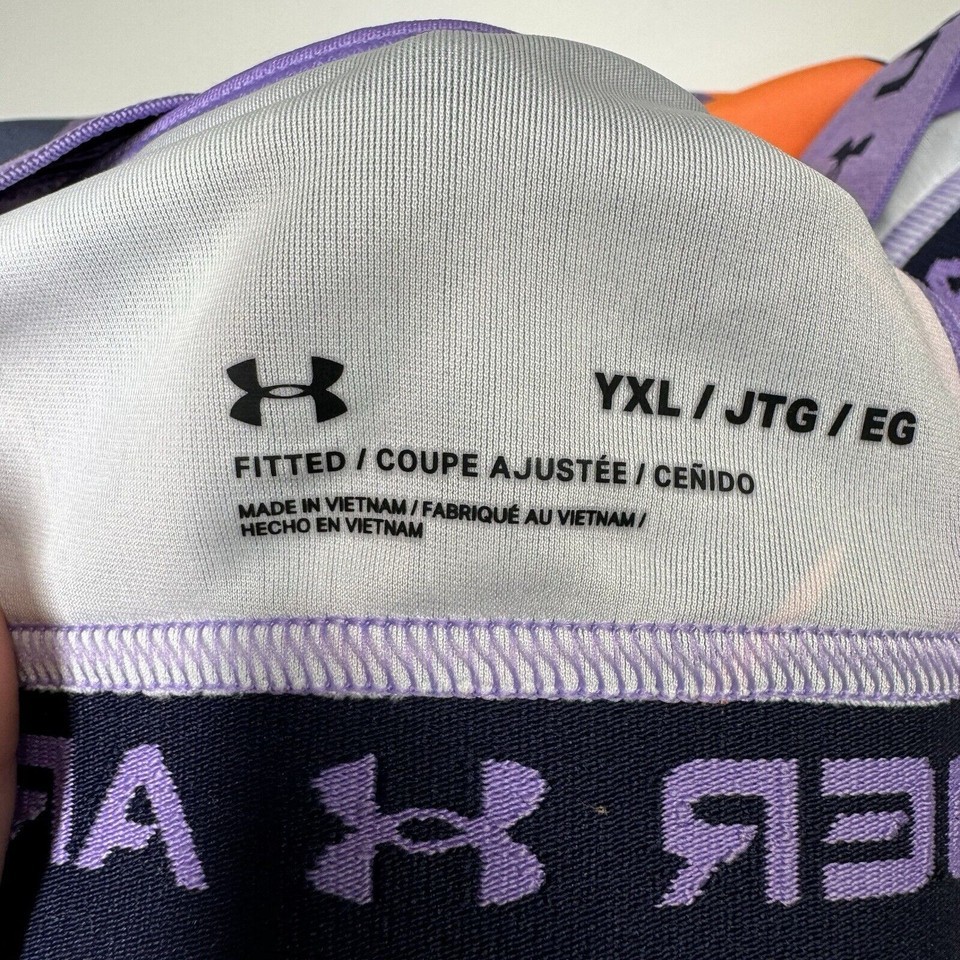 YXL / JTG / EG
FITTED / COUPE AJUSTÉE / CEÑIDO
MADE IN VIETNAM / FABRIQUÉ AU VIETNAM /
HECHO EN VIETNAM